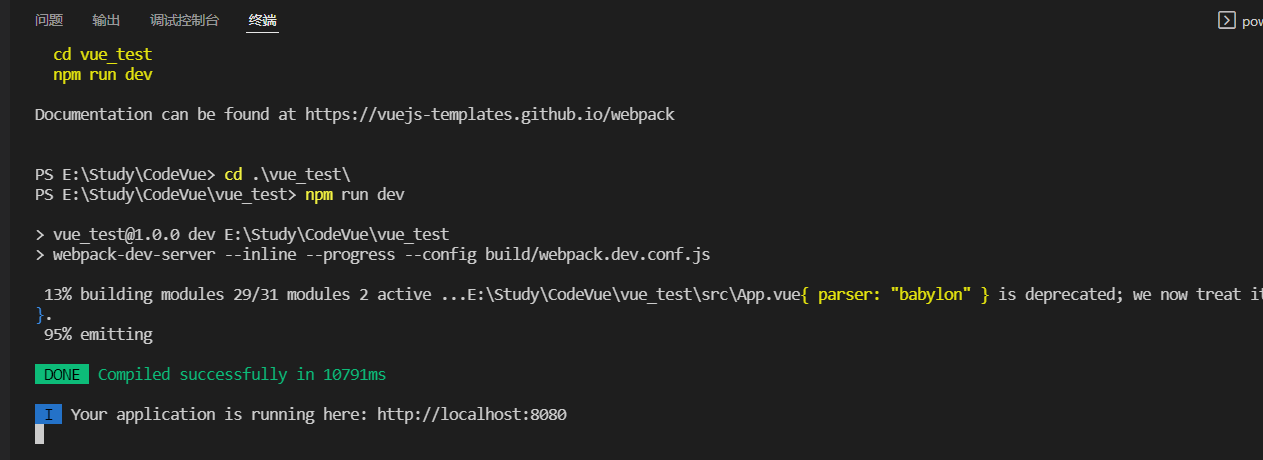 问题 输出 调试控制台 终端
cd vue_test
npm run dev
Documentation can be found at https://vuejs-templates.github.io/webpack
PS E:\Study\CodeVue> cd .\vue_test\
PS E:\Study\CodeVue\vue_test> npm run dev
> vue_test@1.0.0 dev E:\Study\CodeVue\vue_test
> webpack-dev-server --inline --progress --config build/webpack.dev.conf.js
13% building modules 29/31 modules 2 active ...E:\Study\CodeVue\vue_test\src\App.vue{ parser: "babylon" } is deprecated; we now treat it
}.
95% emitting
DONE Compiled successfully in 10791ms
I Your application is running here: http://localhost:8080